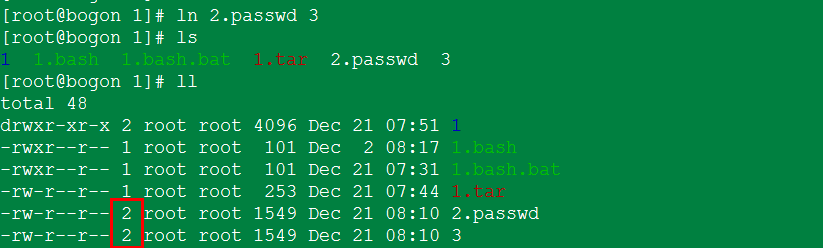 [root@bogon 1]# ln 2.passwd 3
[root@bogon 1]# ls
1  1.bash  1.bash.bat  1.tar  2.passwd  3
[root@bogon 1]# ll
total 48
drwxr-xr-x 2 root root 4096 Dec 21 07:51 1
-rwxr--r-- 1 root root  101 Dec  2 08:17 1.bash
-rwxr--r-- 1 root root  101 Dec 21 07:31 1.bash.bat
-rw-r--r-- 1 root root  253 Dec 21 07:44 1.tar
-rw-r--r-- 2 root root 1549 Dec 21 08:10 2.passwd
-rw-r--r-- 2 root root 1549 Dec 21 08:10 3